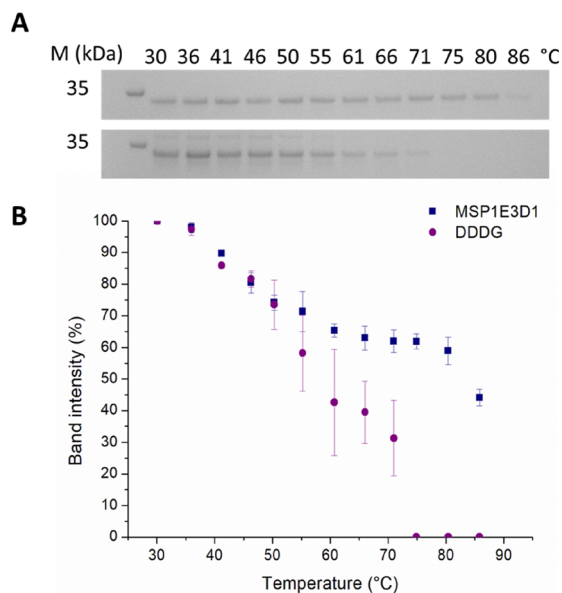 A
M (kDa) 30 36 41 46 50 55 61 66 71 75 80 86 °C
35
35
B
MSP1E3D1
DDDG
100
90
80
70
60
50
40
30
20
10
0
Band intensity (%)
30 40 50 60 70 80 90
Temperature (°C)